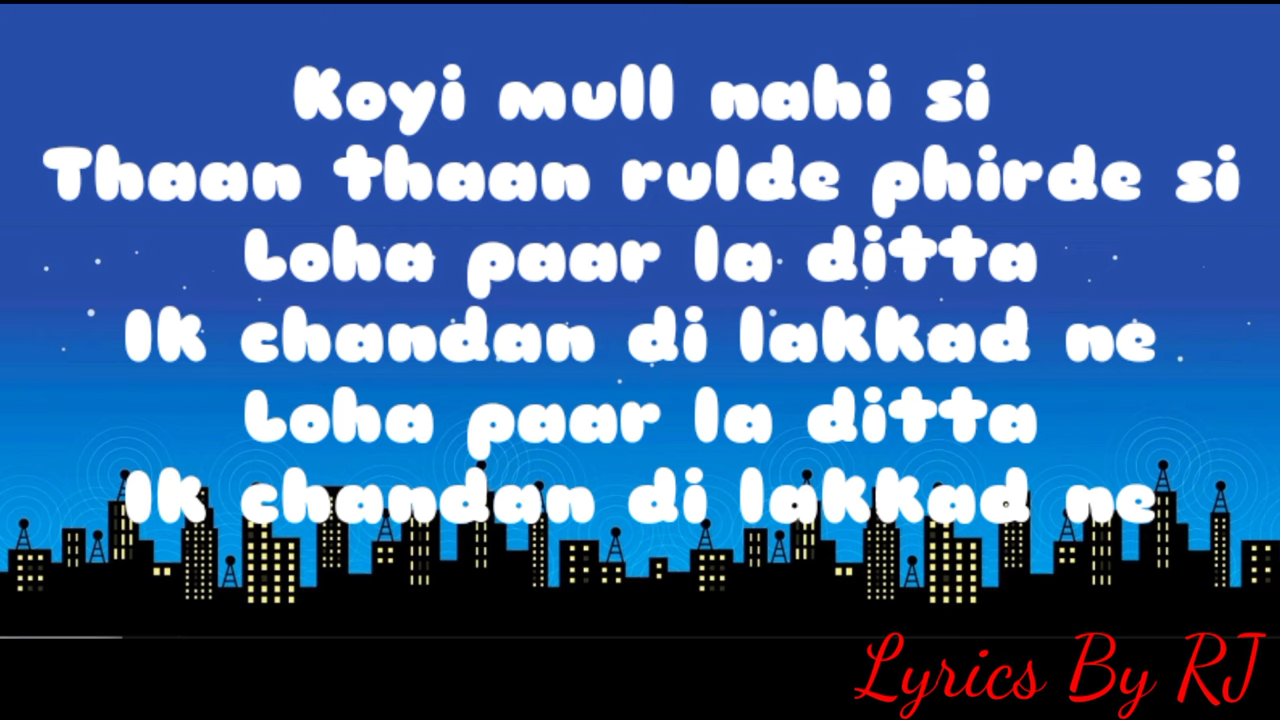 Koyi mull nahi si
Thaan thaan rulde phirde si
Loha paar la ditta
Ik chandan di lakkad ne
Loha paar la ditta
Ik chandan di lakkad ne
Lyrics By RJ